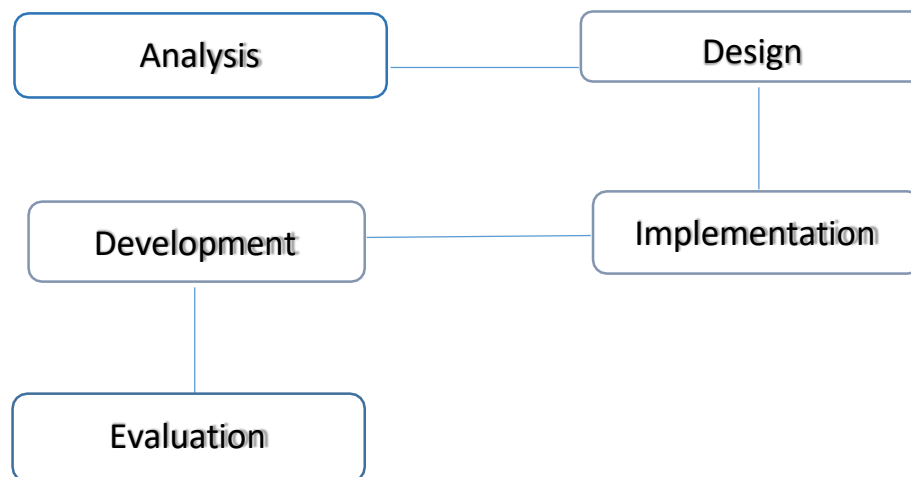 Analysis
Design
Implementation
Development
Evaluation